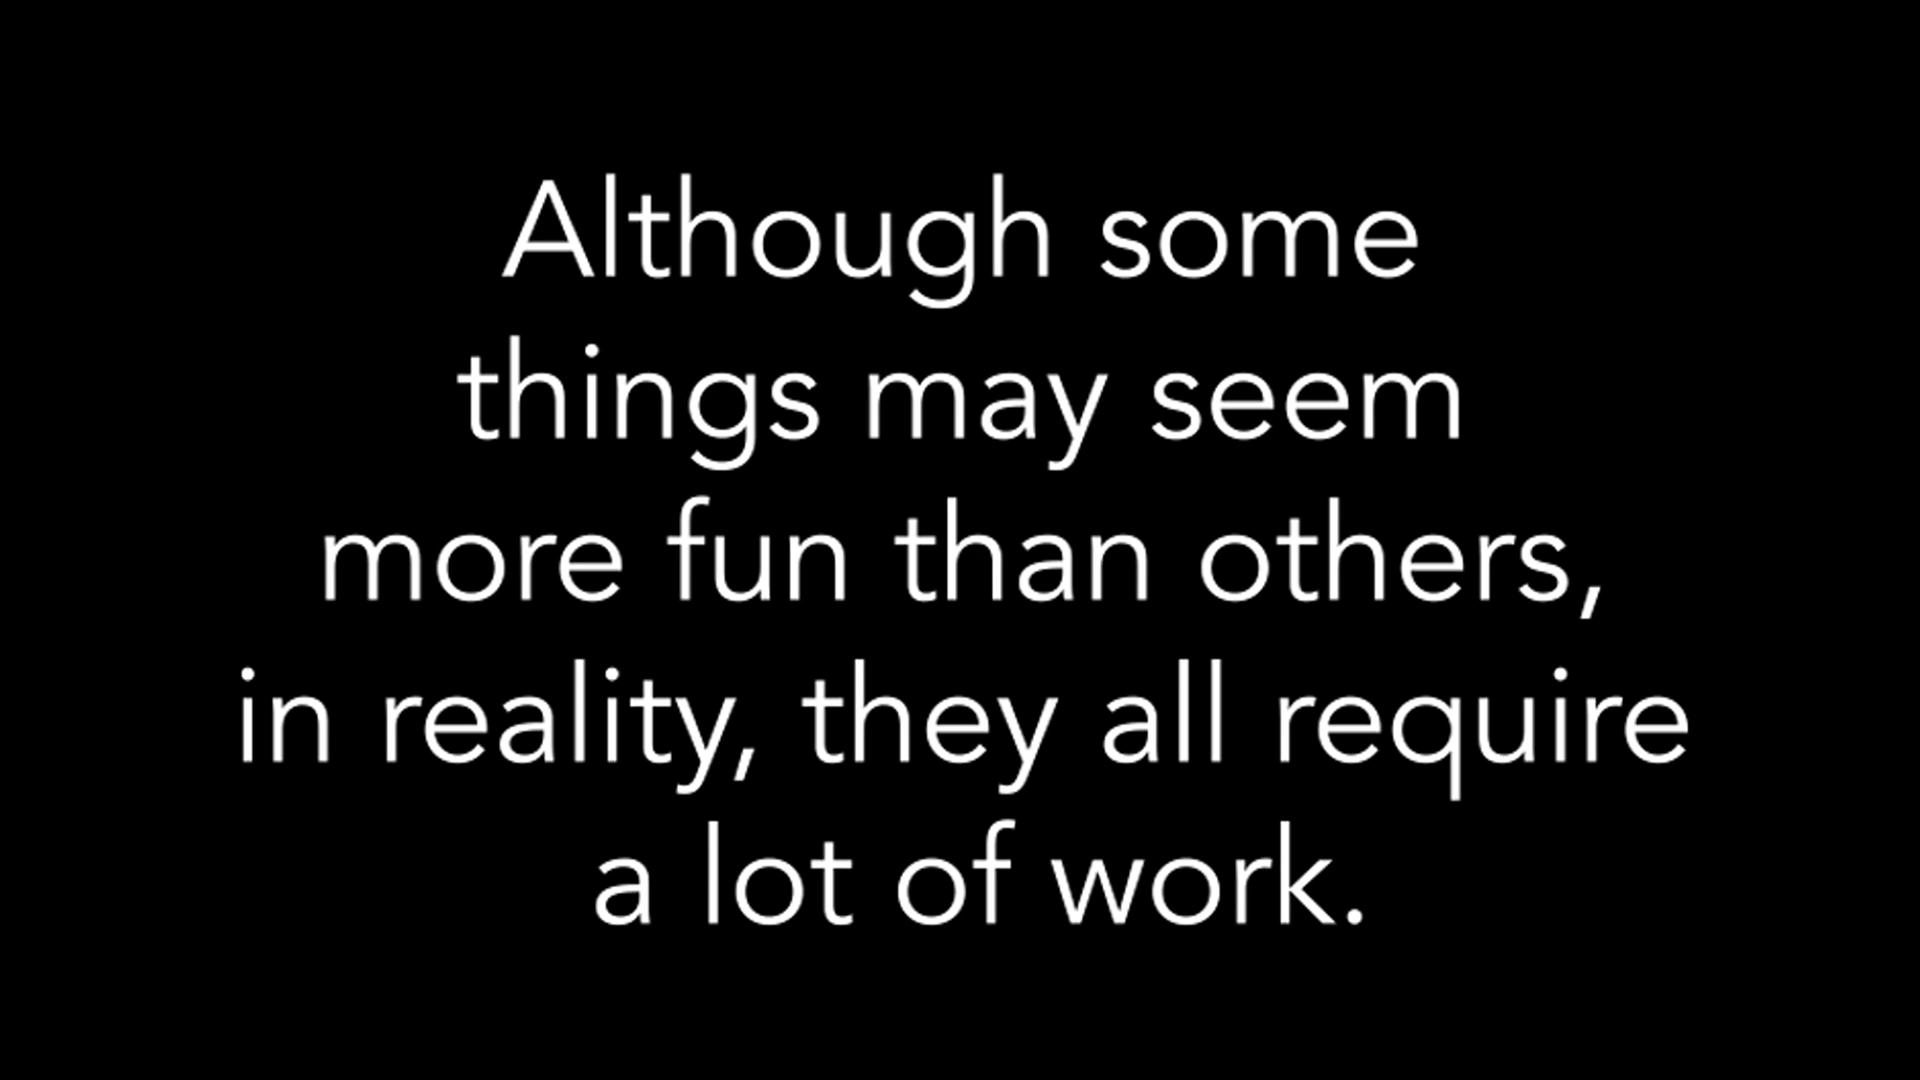 Although some
things may seem
more fun than others,
in reality, they all require
a lot of work.